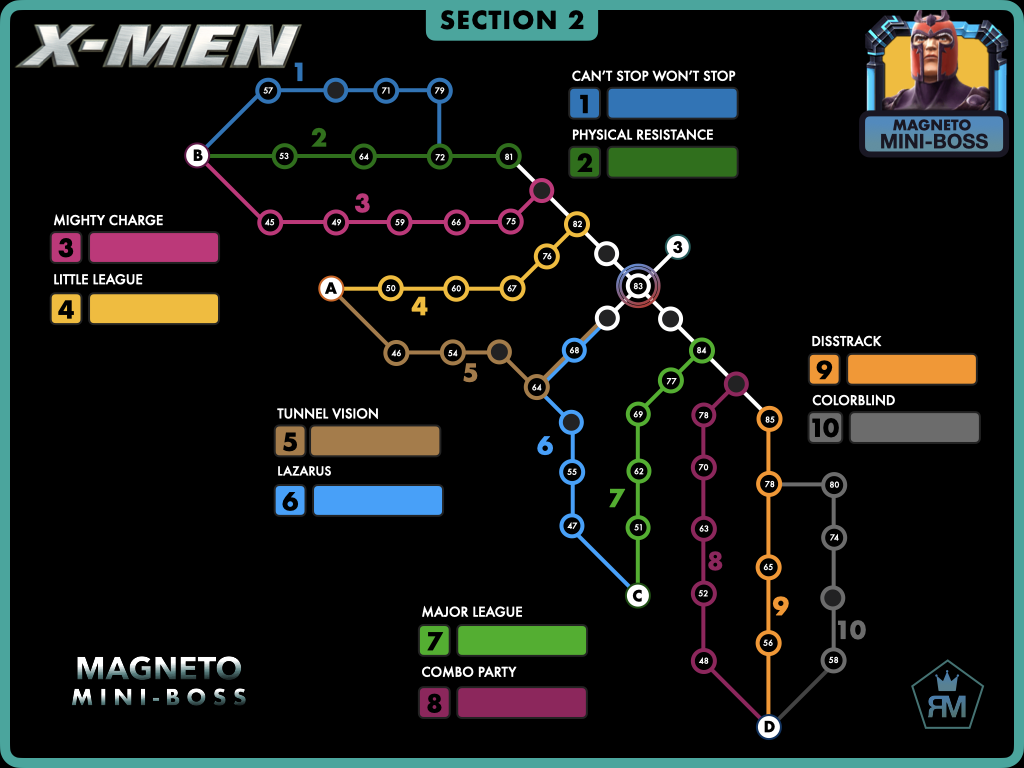 SECTION 2
X-MEN
1
57
71
79
CAN'T STOP WON'T STOP
1
PHYSICAL RESISTANCE
2
MAGNETO
MINI-BOSS
2
B
53
64
72
81
3
45
49
59
66
75
82
MIGHTY CHARGE
3
LITTLE LEAGUE
4
3
76
A
50
60
67
4
83
46
54
5
68
64
84
77
DISSTRACK
9
COLORBLIND
10
TUNNEL VISION
5
LAZARUS
6
6
55
47
69
62
7
51
C
78
70
63
8
52
48
85
78
65
9
56
D
80
74
10
58
MAJOR LEAGUE
7
COMBO PARTY
8
MAGNETO
MINI-BOSS
RM